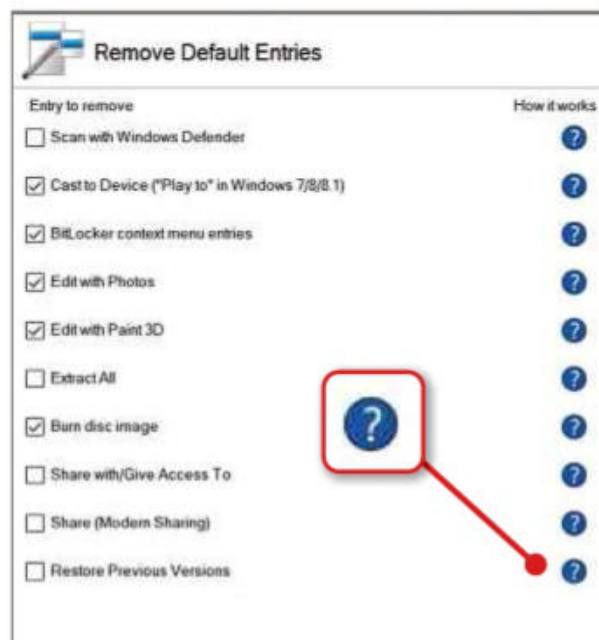 Remove Default Entries
Entry to remove How it works
Scan with Windows Defender
Cast to Device ("Play to" in Windows 7/8/8.1)
BitLocker context menu entries
Edit with Photos
Edit with Paint 3D
Extract All
Burn disc image
Share with/Give Access To
Share (Modern Sharing)
Restore Previous Versions